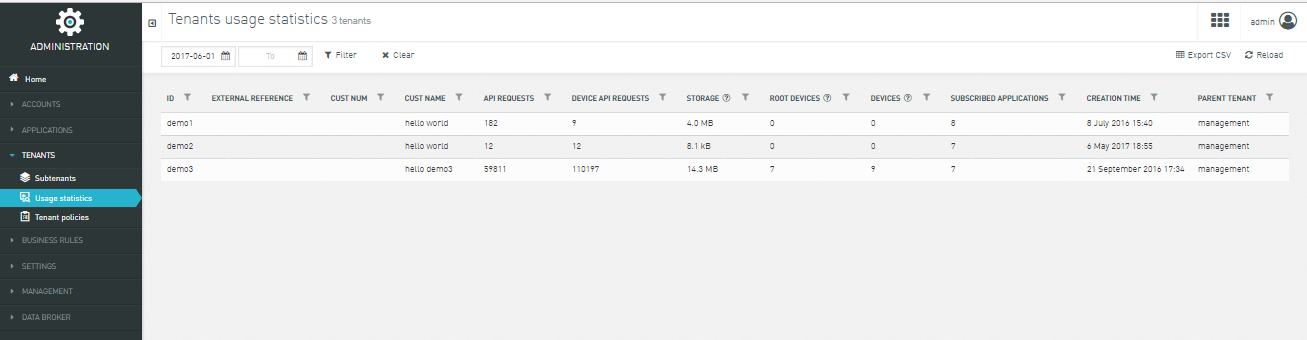 ADMINISTRATION
Home
ACCOUNTS
APPLICATIONS
TENANTS
Subtenants
Usage statistics
Tenant policies
BUSINESS RULES
SETTINGS
MANAGEMENT
DATA BROKER
Tenants usage statistics 3 tenants
admin
2017-06-01 To Filter Clear Export CSV Reload
ID EXTERNAL REFERENCE CUST NUM CUST NAME API REQUESTS DEVICE API REQUESTS STORAGE ? ROOT DEVICES ? DEVICES ? SUBSCRIBED APPLICATIONS CREATION TIME PARENT TENANT
demo1 hello world 182 9 4.0 MB 0 0 8 8 July 2016 15:40 management
demo2 hello world 12 12 8.1 kB 0 0 7 6 May 2017 18:55 management
demo3 hello demo3 59811 110197 14.3 MB 7 9 7 21 September 2016 17:34 management